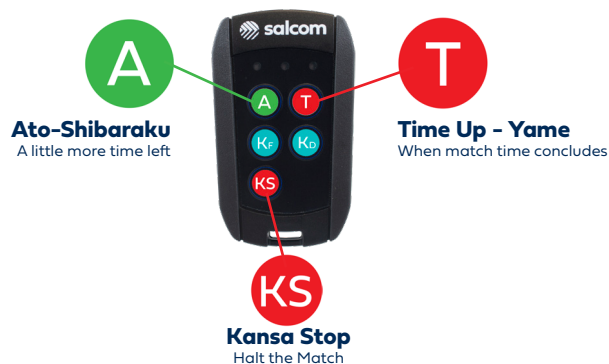 salcom
A
T
A
T
Ato-Shibaraku
A little more time left
Time Up - Yame
When match time concludes
KF
KD
KS
KS
Kansa Stop
Halt the Match